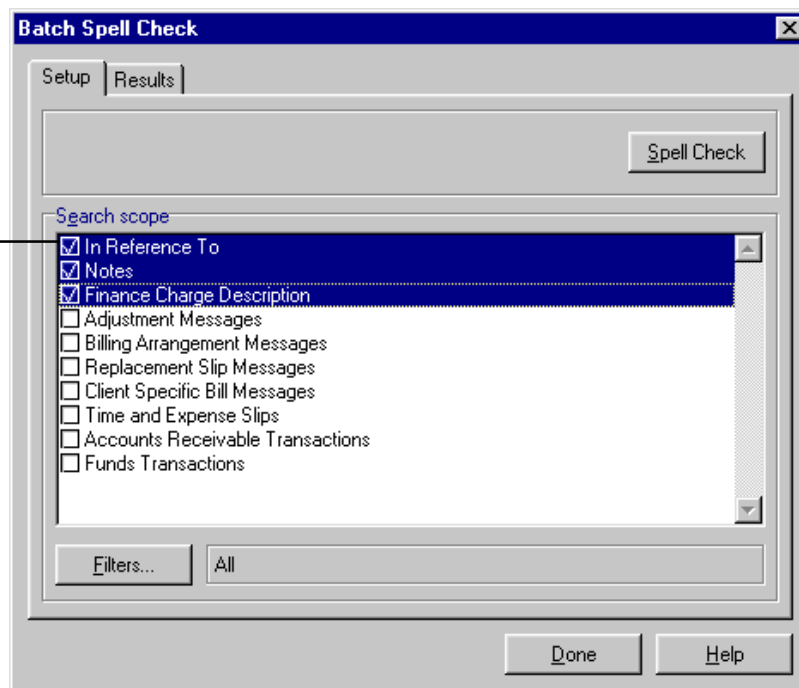 Batch Spell Check
Setup Results
Spell Check
Search scope
In Reference To
Notes
Finance Charge Description
Adjustment Messages
Billing Arrangement Messages
Replacement Slip Messages
Client Specific Bill Messages
Time and Expense Slips
Accounts Receivable Transactions
Funds Transactions
Filters... All
Done Help